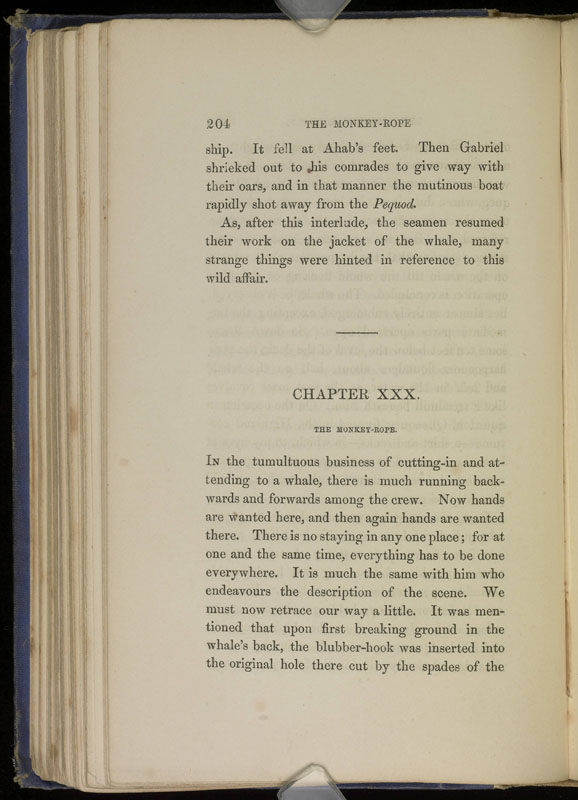 204 THE MONKEY-ROPE
ship. It fell at Ahab's feet. Then Gabriel
shrieked out to his comrades to give way with
their oars, and in that manner the mutinous boat
rapidly shot away from the Pequod.
As, after this interlude, the seamen resumed
their work on the jacket of the whale, many
strange things were hinted in reference to this
wild affair.
CHAPTER XXX.
THE MONKEY-ROPE.
IN the tumultuous business of cutting-in and at-
tending to a whale, there is much running back-
wards and forwards among the crew. Now hands
are wanted here, and then again hands are wanted
there. There is no staying in any one place; for at
one and the same time, everything has to be done
everywhere. It is much the same with him who
endeavours the description of the scene. We
must now retrace our way a little. It was men-
tioned that upon first breaking ground in the
whale's back, the blubber-hook was inserted into
the original hole there cut by the spades of the